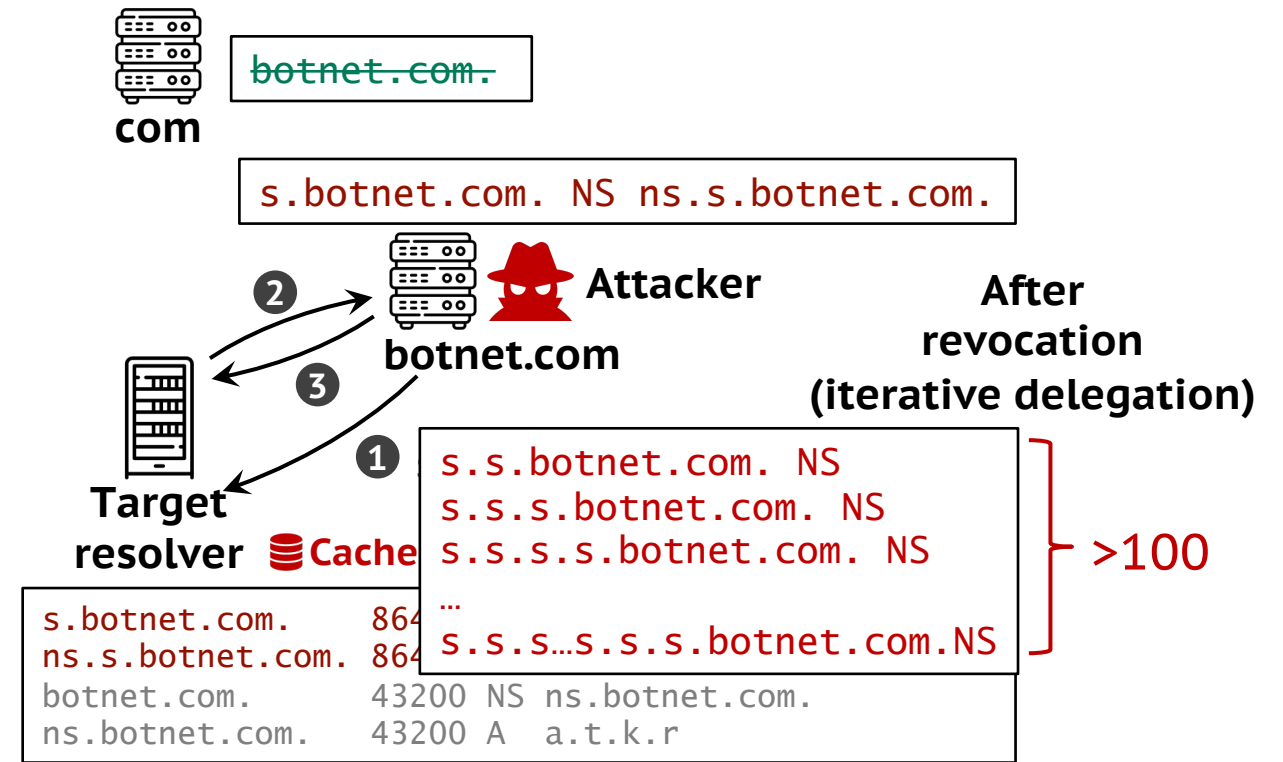 botnet.com.
com
s.botnet.com. NS ns.s.botnet.com.
2
Attacker
botnet.com
3
After
revocation
(iterative delegation)
1
Target
resolver
Cache
s.s.botnet.com. NS
s.s.s.botnet.com. NS
s.s.s.s.botnet.com. NS
…
s.s.s…s.s.s.botnet.com.NS
>100
s.botnet.com. 864
ns.s.botnet.com. 864
botnet.com. 43200 NS ns.botnet.com.
ns.botnet.com. 43200 A a.t.k.r